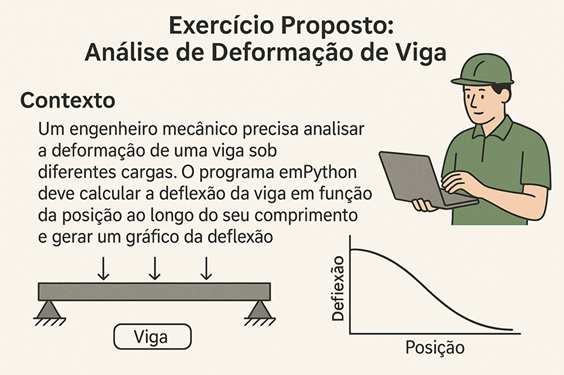 Exercício Proposto:
Análise de Deformação de Viga
Contexto
Um engenheiro mecânico precisa analisar
a deformaçâo de uma viga sob
diferentes cargas. O programa emPython
deve calcular a deflexão da viga em função
da posição ao longo do seu comprimento
e gerar um gráfico da deflexão
Viga
Defiexão
Posição